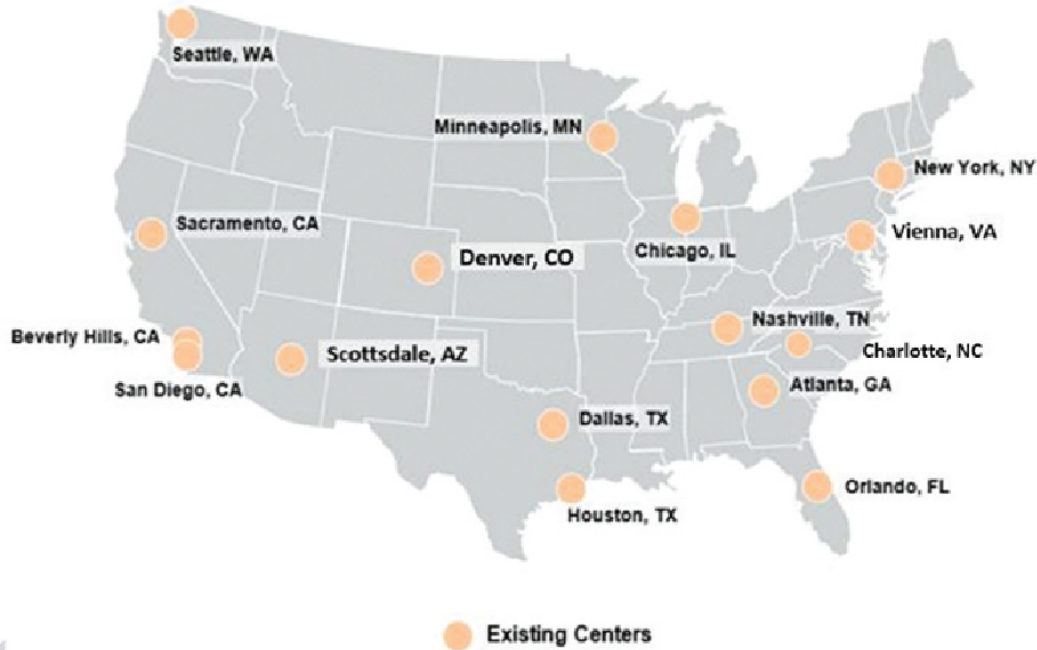 Seattle, WA
Minneapolis, MN
New York, NY
Sacramento, CA
Vienna, VA
Chicago, IL
Denver, CO
Nashville, TN
Beverly Hills, CA
Charlotte, NC
Scottsdale, AZ
San Diego, CA
Atlanta, GA
Dallas, TX
Orlando, FL
Houston, TX
Existing Centers